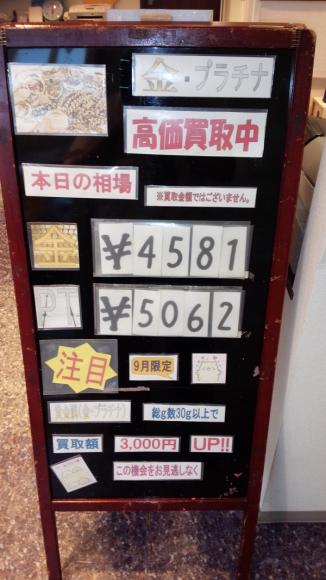 金・プラチナ
高価買取中
本日の相場
※買取金額ではございません。
金
¥4581
PT
¥5062
注目
9月限定
貴金属(金・プラチナ)
総g数30g以上で
買取額
3,000円
UP!!
この機会をお見逃しなく